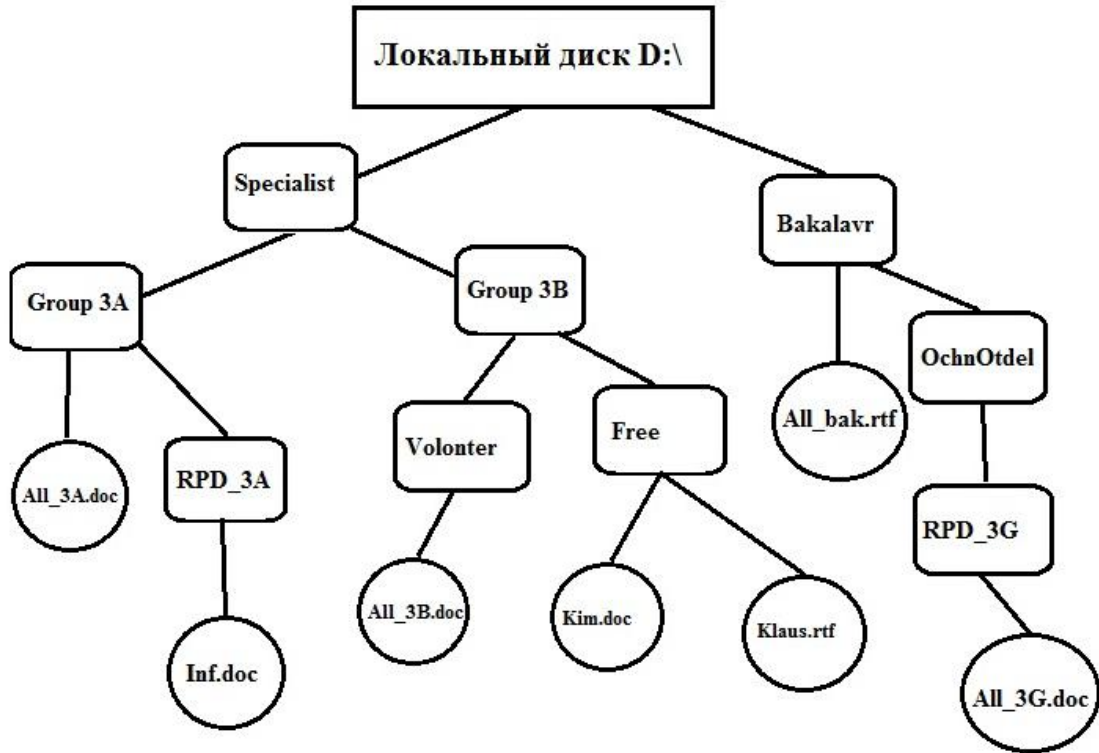 Локальный диск D:\
Specialist
Bakalavr
Group 3A
Group 3B
OchnOtdel
All_bak.rtf
Volonter
Free
All_3A.doc
RPD_3A
RPD_3G
All_3B.doc
Kim.doc
Klaus.rtf
Inf.doc
All_3G.doc